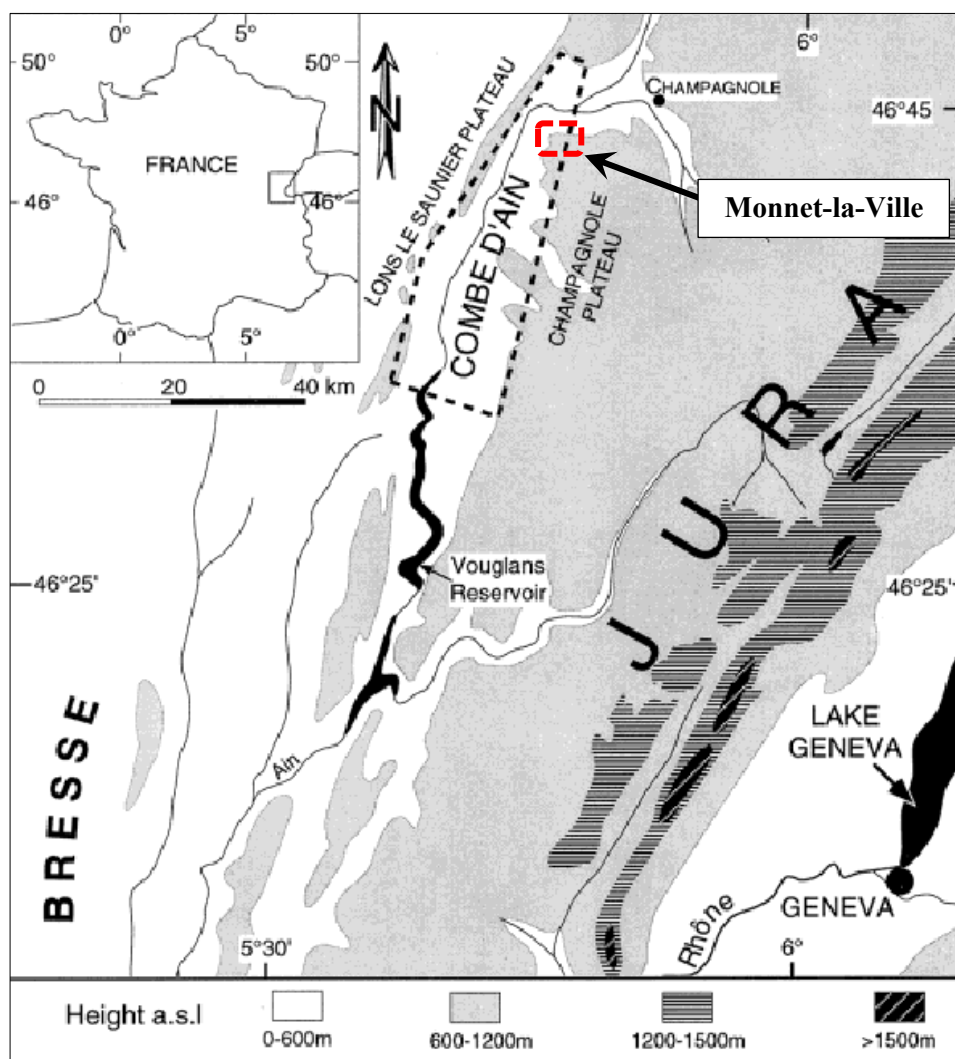 0° 5°
50° 50°
FRANCE
46° 46°
0° 5°
0 20 40 km
N
6°
CHAMPAGNOLE
46°45
LONS LE SAUNIER PLATEAU
Monnet-la-Ville
COMBE D'AIN
CHAMPAGNOLE
PLATEAU
JURA
46°25'
46°25'
Vouglans
Reservoir
BRESSE
Ain
LAKE
GENEVA
GENEVA
Rhône
5°30'
6°
Height a.s.l
0-600m
600-1200m
1200-1500m
>1500m